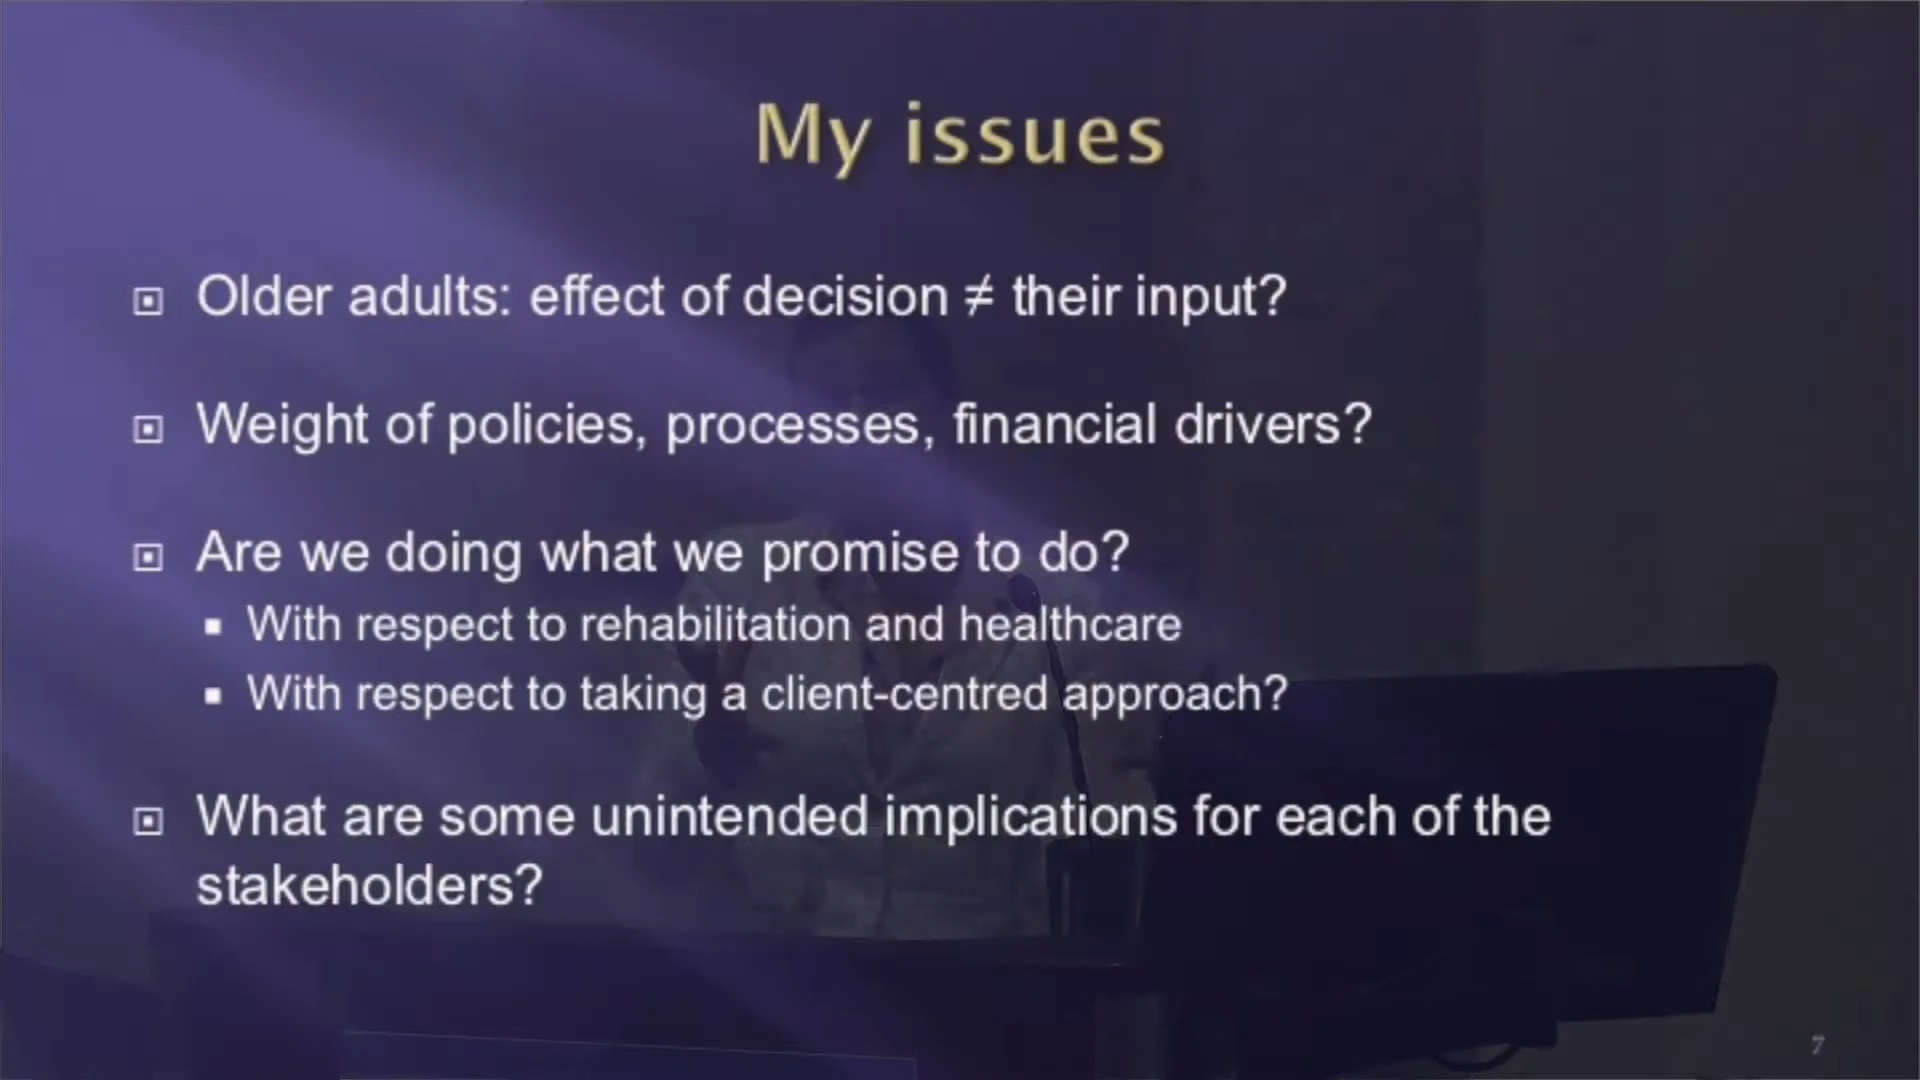 My issues
Older adults: effect of decision ≠ their input?
Weight of policies, processes, financial drivers?
Are we doing what we promise to do?
With respect to rehabilitation and healthcare
With respect to taking a client-centred approach?
What are some unintended implications for each of the
stakeholders?
7